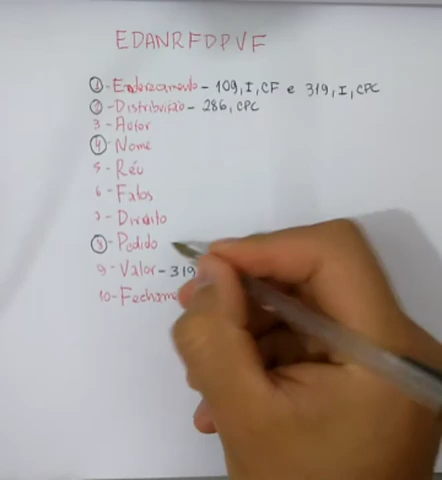 EDANRFDPVF
1 - Enderezamento - 109, I, CF e 319, I, CPC
2 - Distribuição - 286, CPC
3 - Autor
4 - Nome
5 - Réu
6 - Fatos
7 - Direito
8 - Pedido
9 - Valor - 319
10 - Fecham